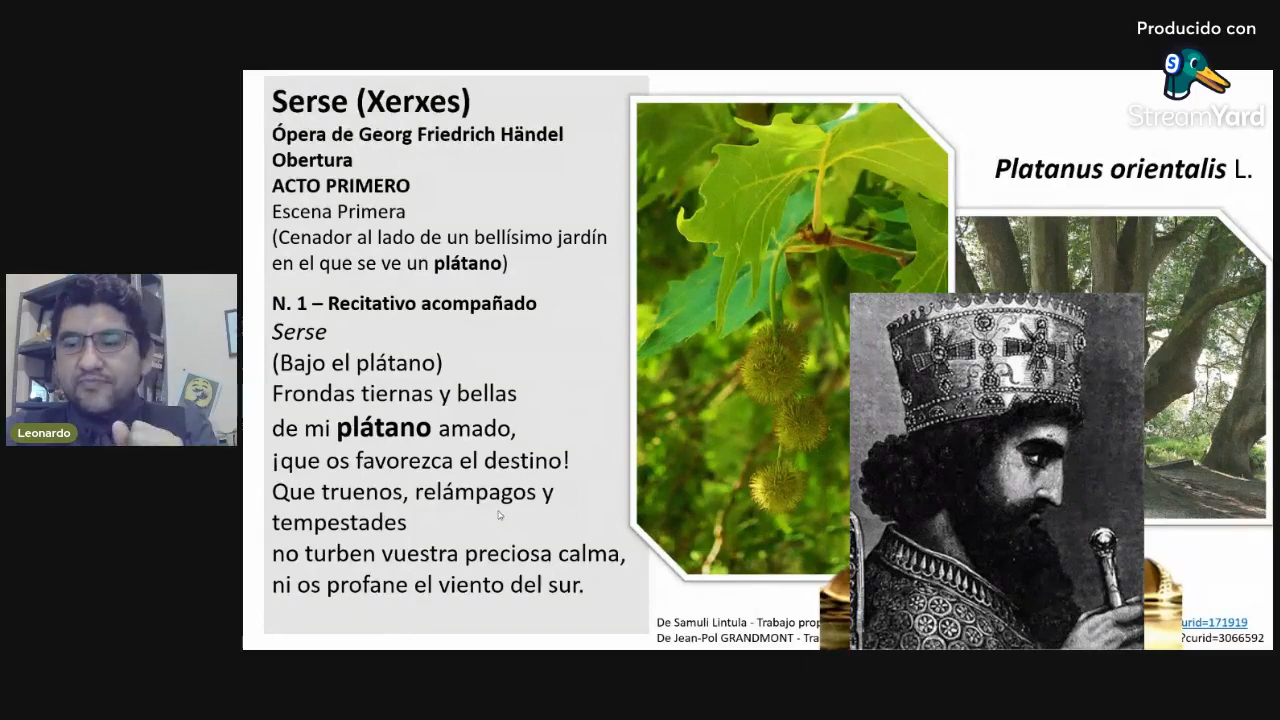 Producido con
StreamYard
Serse (Xerxes)
Ópera de Georg Friedrich Händel
Obertura
ACTO PRIMERO
Escena Primera
(Cenador al lado de un bellísimo jardín
en el que se ve un plátano)
N. 1 – Recitativo acompañado
Serse
(Bajo el plátano)
Frondas tiernas y bellas
de mi plátano amado,
¡que os favorezca el destino!
Que truenos, relámpagos y
tempestades
no turben vuestra preciosa calma,
ni os profane el viento del sur.
Platanus orientalis L.
Leonardo
De Samuli Lintula - Trabajo
urid=171919
De Jean-Pol GRANDMONT -
?curid=3066592